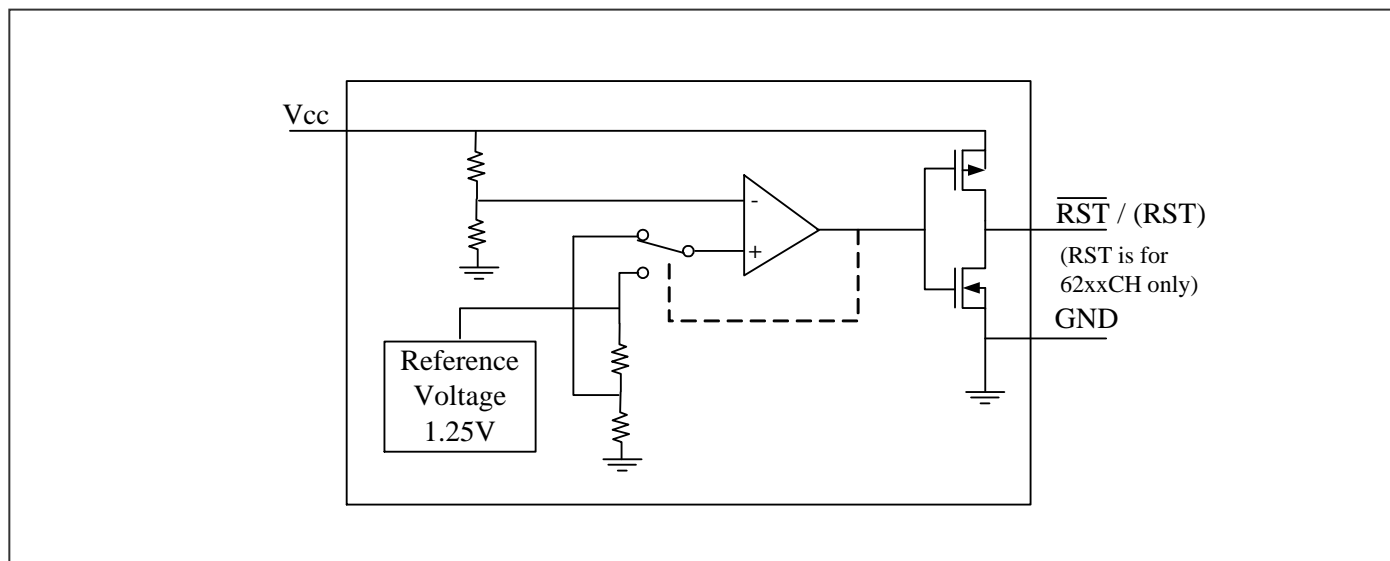 Vcc
-
+
RST / (RST)
(RST is for
62xxCH only)
GND
Reference
Voltage
1.25V